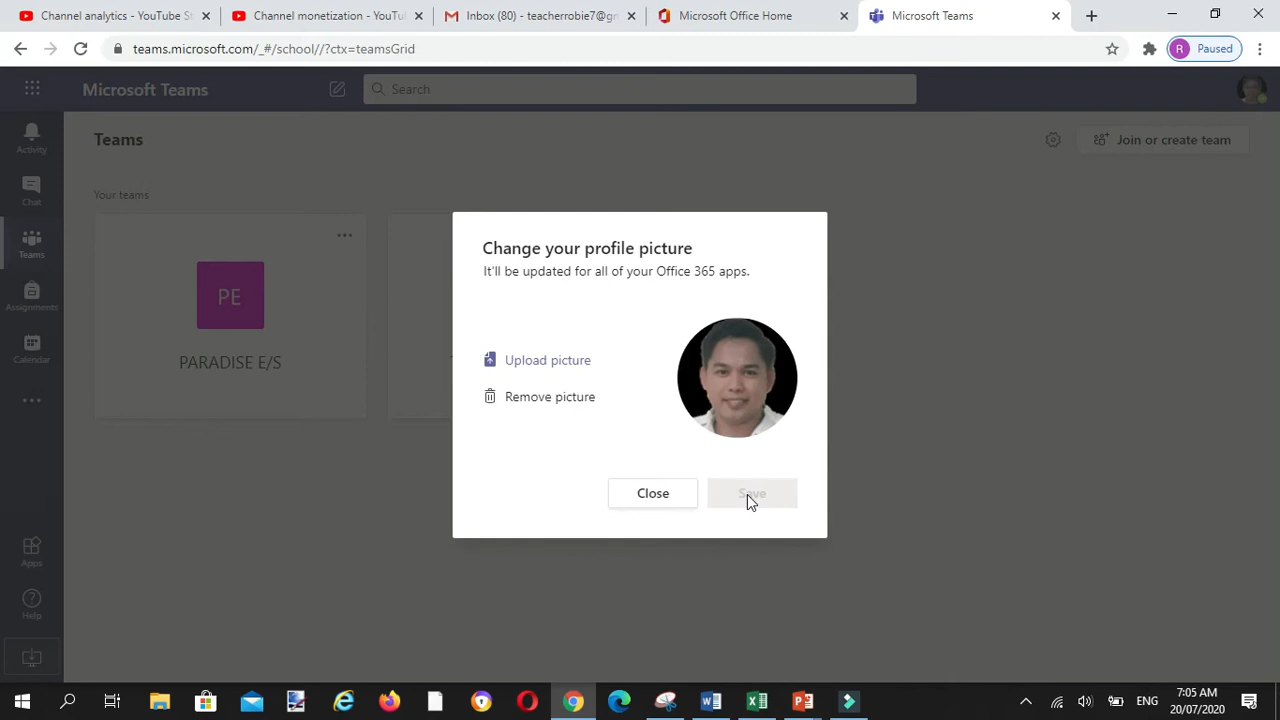 Channel analytics - YouTube St
Channel monetization - YouTu
Inbox (80) - teacherrobie7@gm
Microsoft Office Home
Microsoft Teams
teams.microsoft.com/_#/school//?ctx=teamsGrid
R Paused
Microsoft Teams
Search
Activity
Chat
Teams
Assignments
Calendar
Apps
Help
Teams
Join or create team
Your teams
PE
PARADISE E/S
Change your profile picture
It'll be updated for all of your Office 365 apps.
Upload picture
Remove picture
Close
Save
ENG
7:05 AM
20/07/2020